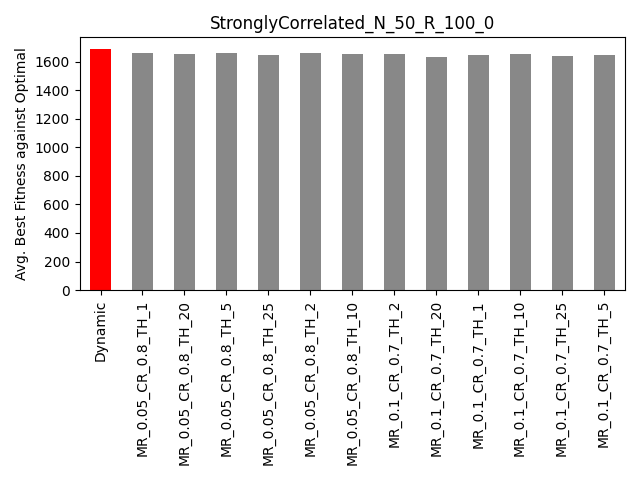 StronglyCorrelated_N_50_R_100_0
Avg. Best Fitness against Optimal
1600
1400
1200
1000
800
600
400
200
0
Dynamic
MR_0.05_CR_0.8_TH_1
MR_0.05_CR_0.8_TH_20
MR_0.05_CR_0.8_TH_5
MR_0.05_CR_0.8_TH_25
MR_0.05_CR_0.8_TH_2
MR_0.05_CR_0.8_TH_10
MR_0.1_CR_0.7_TH_2
MR_0.1_CR_0.7_TH_20
MR_0.1_CR_0.7_TH_1
MR_0.1_CR_0.7_TH_10
MR_0.1_CR_0.7_TH_25
MR_0.1_CR_0.7_TH_5